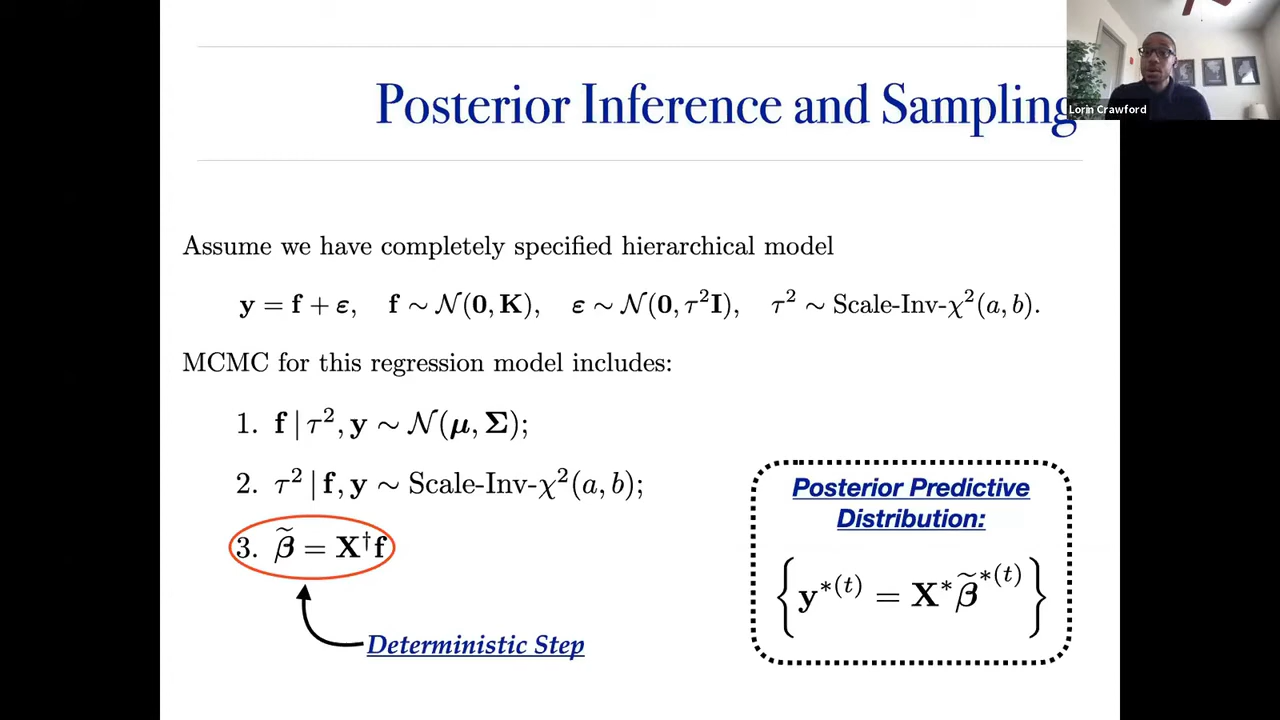 Posterior Inference and Sampling
Lorin Crawford
Assume we have completely specified hierarchical model
y = f + ε, f ∼ N(0, K), ε ∼ N(0, τ²I), τ² ∼ Scale-Inv-χ²(a, b).
MCMC for this regression model includes:
1. f | τ², y ∼ N(μ, Σ);
2. τ² | f, y ∼ Scale-Inv-χ²(a, b);
3. β̃ = X†f
Deterministic Step
Posterior Predictive
Distribution:
{y*(t) = X*β̃*(t)}